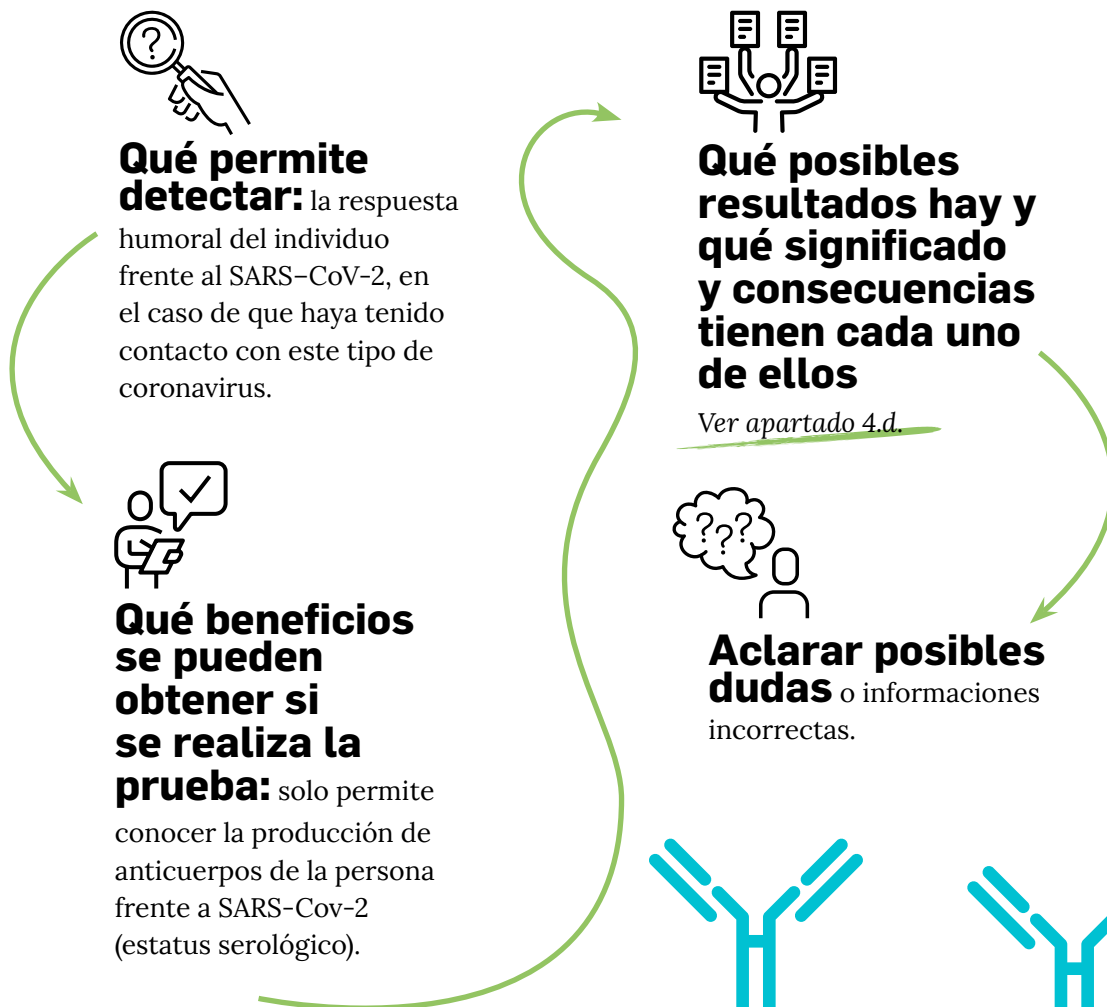 Qué permite
detectar: la respuesta
humoral del individuo
frente al SARS-CoV-2, en
el caso de que haya tenido
contacto con este tipo de
coronavirus.
Qué beneficios
se pueden
obtener si
se realiza la
prueba: solo permite
conocer la producción de
anticuerpos de la persona
frente a SARS-Cov-2
(estatus serológico).
Qué posibles
resultados hay y
qué significado
y consecuencias
tienen cada uno
de ellos
Ver apartado 4.d.
Aclarar posibles
dudas o informaciones
incorrectas.